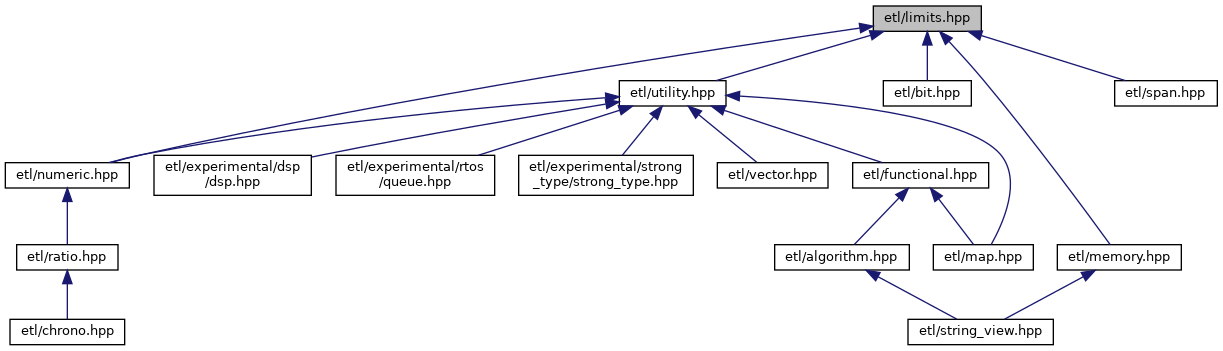 etl/limits.hpp
etl/utility.hpp
etl/bit.hpp
etl/span.hpp
etl/numeric.hpp
etl/experimental/dsp
/dsp.hpp
etl/experimental/rtos
/queue.hpp
etl/experimental/strong
_type/strong_type.hpp
etl/vector.hpp
etl/functional.hpp
etl/ratio.hpp
etl/algorithm.hpp
etl/map.hpp
etl/memory.hpp
etl/chrono.hpp
etl/string_view.hpp